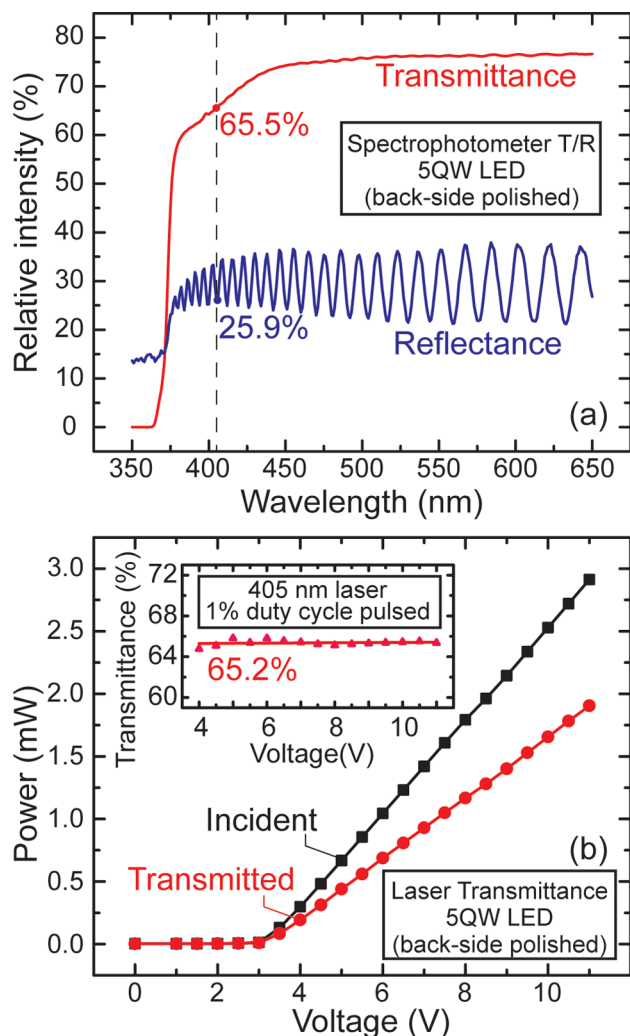 80
70
60
50
40
30
20
10
0
Relative intensity (%)
Transmittance
65.5%
Spectrophotometer T/R
5QW LED
(back-side polished)
25.9%
Reflectance
(a)
350 400 450 500 550 600 650
Wavelength (nm)
3.0
2.5
2.0
1.5
1.0
0.5
0.0
Power (mW)
72
68
64
60
Transmittance (%)
405 nm laser
1% duty cycle pulsed
65.2%
4 6 8 10
Voltage(V)
Incident
Transmitted
(b)
Laser Transmittance
5QW LED
(back-side polished)
0 2 4 6 8 10
Voltage (V)